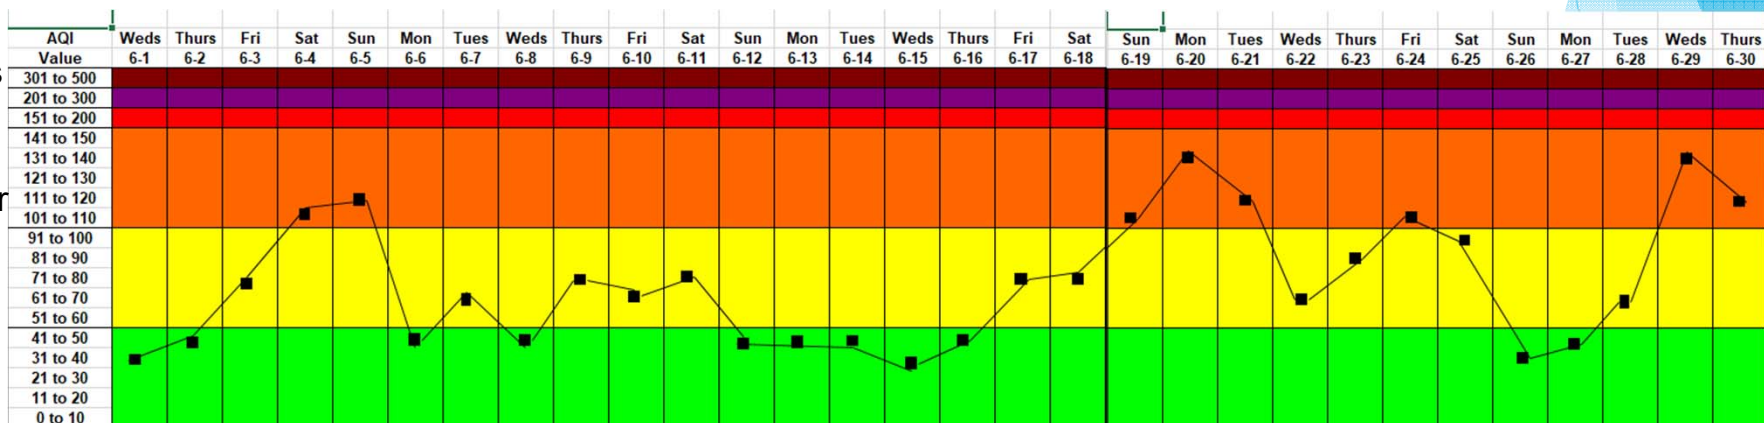 AQI Weds Thurs Fri Sat Sun Mon Tues Weds Thurs Fri Sat Sun Mon Tues Weds Thurs Fri Sat Sun Mon Tues Weds Thurs Fri Sat Sun Mon Tues Weds Thurs
Value 6-1 6-2 6-3 6-4 6-5 6-6 6-7 6-8 6-9 6-10 6-11 6-12 6-13 6-14 6-15 6-16 6-17 6-18 6-19 6-20 6-21 6-22 6-23 6-24 6-25 6-26 6-27 6-28 6-29 6-30
301 to 500
201 to 300
151 to 200
141 to 150
131 to 140
121 to 130
111 to 120
101 to 110
91 to 100
81 to 90
71 to 80
61 to 70
51 to 60
41 to 50
31 to 40
21 to 30
11 to 20
0 to 10